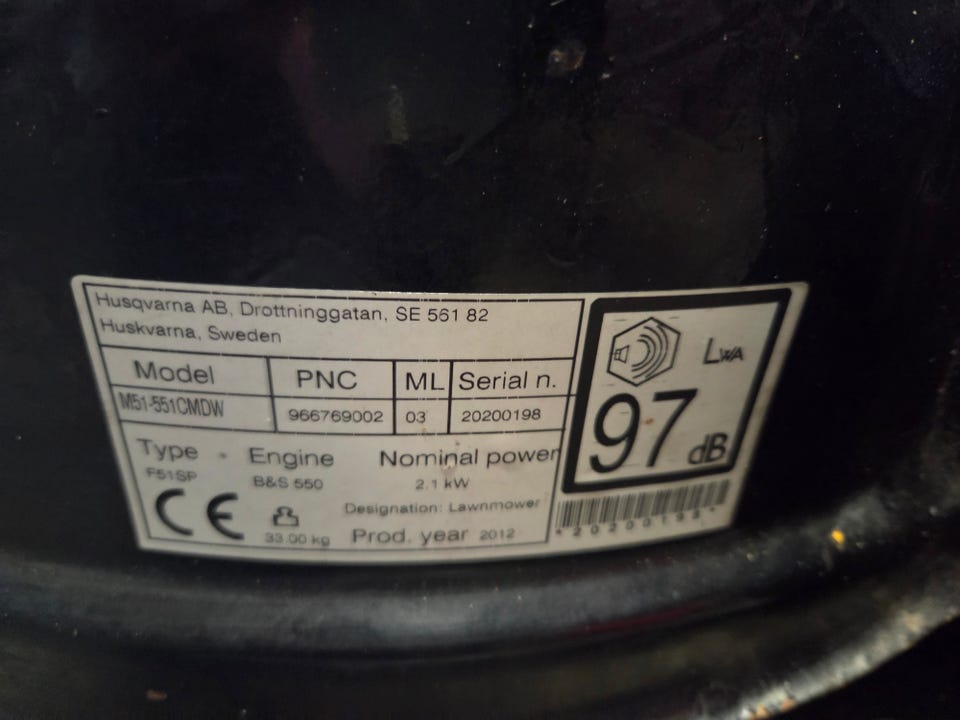 Husqvarna AB, Drottninggatan, SE 561 82
Huskvarna, Sweden
Model PNC ML Serial n.
M51-551CMDW 966769002 03 20200198
Type Engine Nominal power
F51SP B&S 550 2.1 kW
Designation: Lawnmower
CE 33.00 kg Prod. year 2012
LWA
97 dB
*20200198*